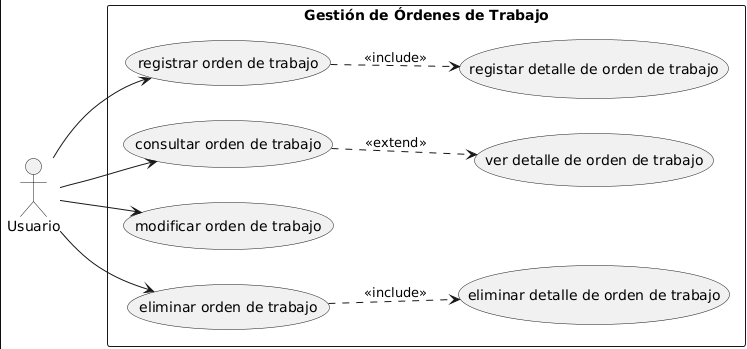 Gestión de Órdenes de Trabajo
registrar orden de trabajo
«include»
registar detalle de orden de trabajo
consultar orden de trabajo
«extend»
ver detalle de orden de trabajo
Usuario
modificar orden de trabajo
eliminar orden de trabajo
«include»
eliminar detalle de orden de trabajo